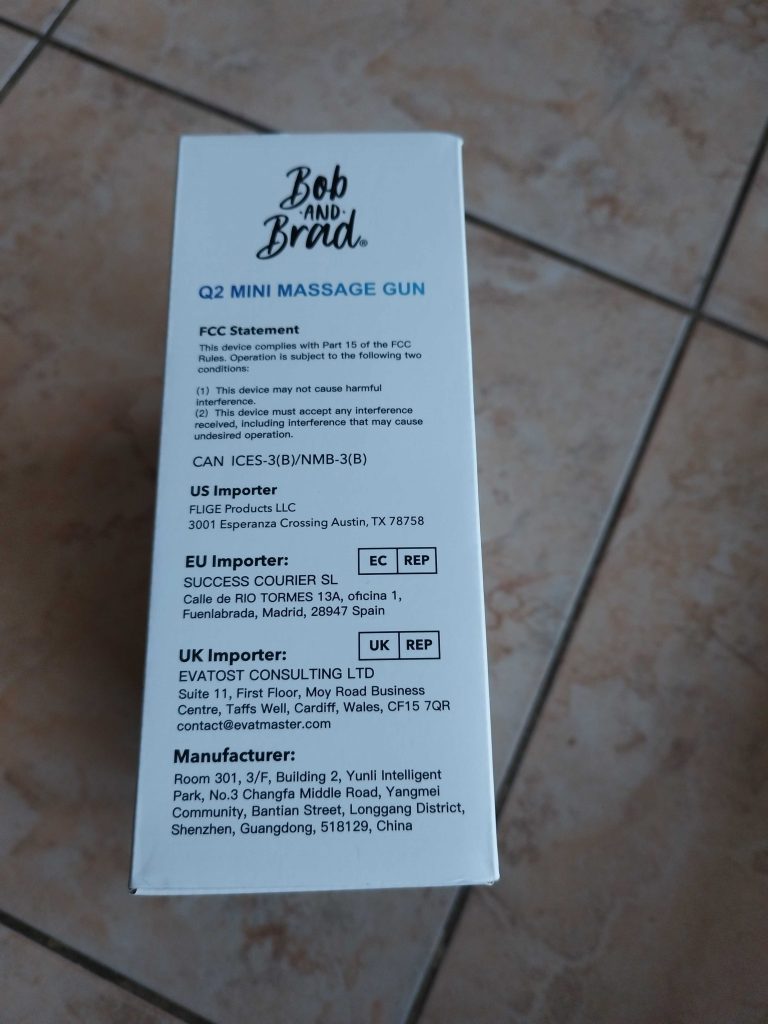 Bob
·AND·
Brad®
Q2 MINI MASSAGE GUN
FCC Statement
This device complies with Part 15 of the FCC
Rules. Operation is subject to the following two
conditions:
(1) This device may not cause harmful
interference.
(2) This device must accept any interference
received, including interference that may cause
undesired operation.
CAN ICES-3(B)/NMB-3(B)
US Importer
FLIGE Products LLC
3001 Esperanza Crossing Austin, TX 78758
EU Importer: EC REP
SUCCESS COURIER SL
Calle de RIO TORMES 13A, oficina 1,
Fuenlabrada, Madrid, 28947 Spain
UK Importer: UK REP
EVATOST CONSULTING LTD
Suite 11, First Floor, Moy Road Business
Centre, Taffs Well, Cardiff, Wales, CF15 7QR
contact@evatmaster.com
Manufacturer:
Room 301, 3/F, Building 2, Yunli Intelligent
Park, No.3 Changfa Middle Road, Yangmei
Community, Bantian Street, Longgang District,
Shenzhen, Guangdong, 518129, China